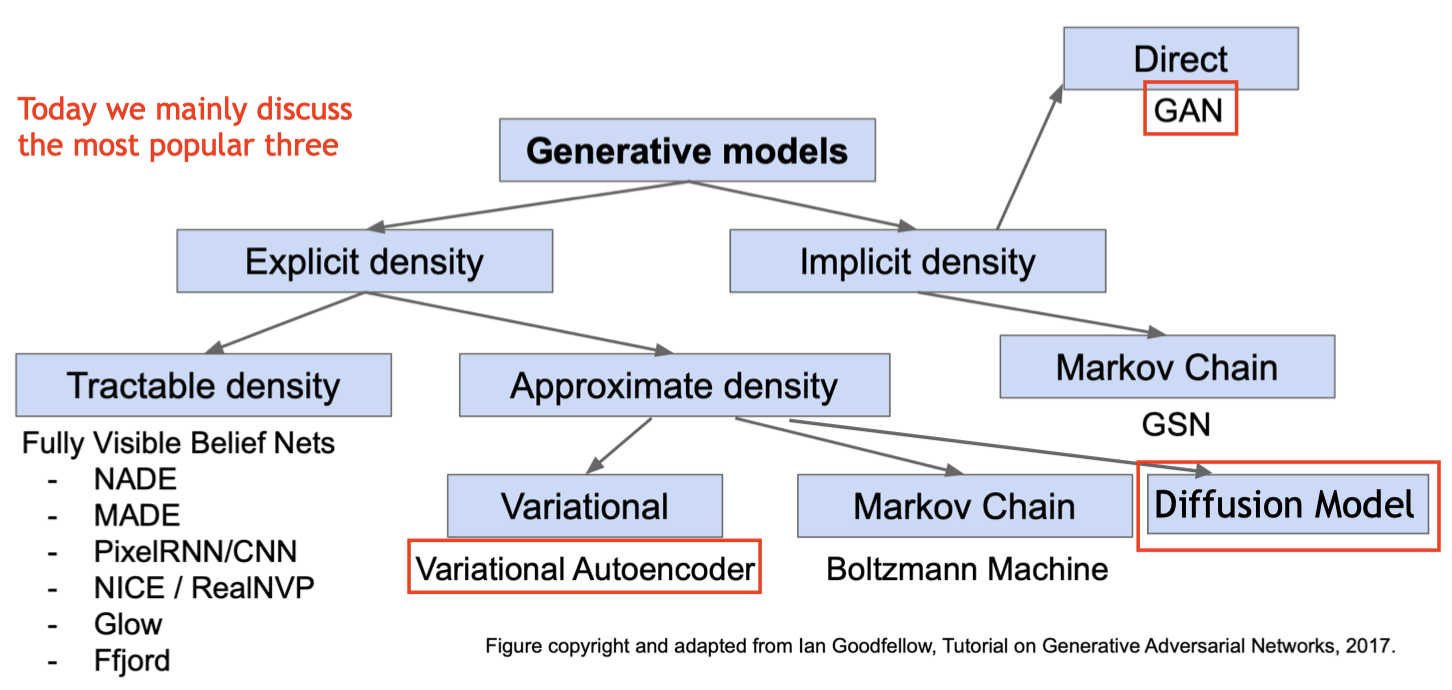 Direct
GAN
Today we mainly discuss
the most popular three
Generative models
Explicit density
Implicit density
Tractable density
Approximate density
Markov Chain
GSN
Fully Visible Belief Nets
- NADE
- MADE
- PixelRNN/CNN
- NICE / RealNVP
- Glow
- Ffjord
Variational
Markov Chain
Diffusion Model
Variational Autoencoder
Boltzmann Machine
Figure copyright and adapted from Ian Goodfellow, Tutorial on Generative Adversarial Networks, 2017.